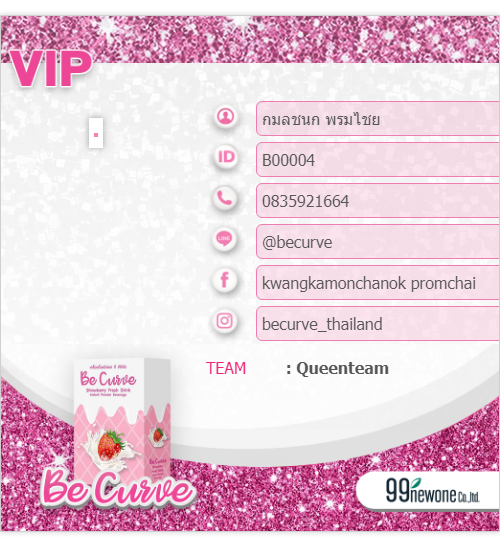 VIP
กมลชนก พรมไชย
ID
B00004
0835921664
LINE
@becurve
f
kwangkamonchanok promchai
becurve_thailand
TEAM : Queenteam
Be Curve
Strawberry Fresh Drink
Be Curve
99newone Co.,ltd.